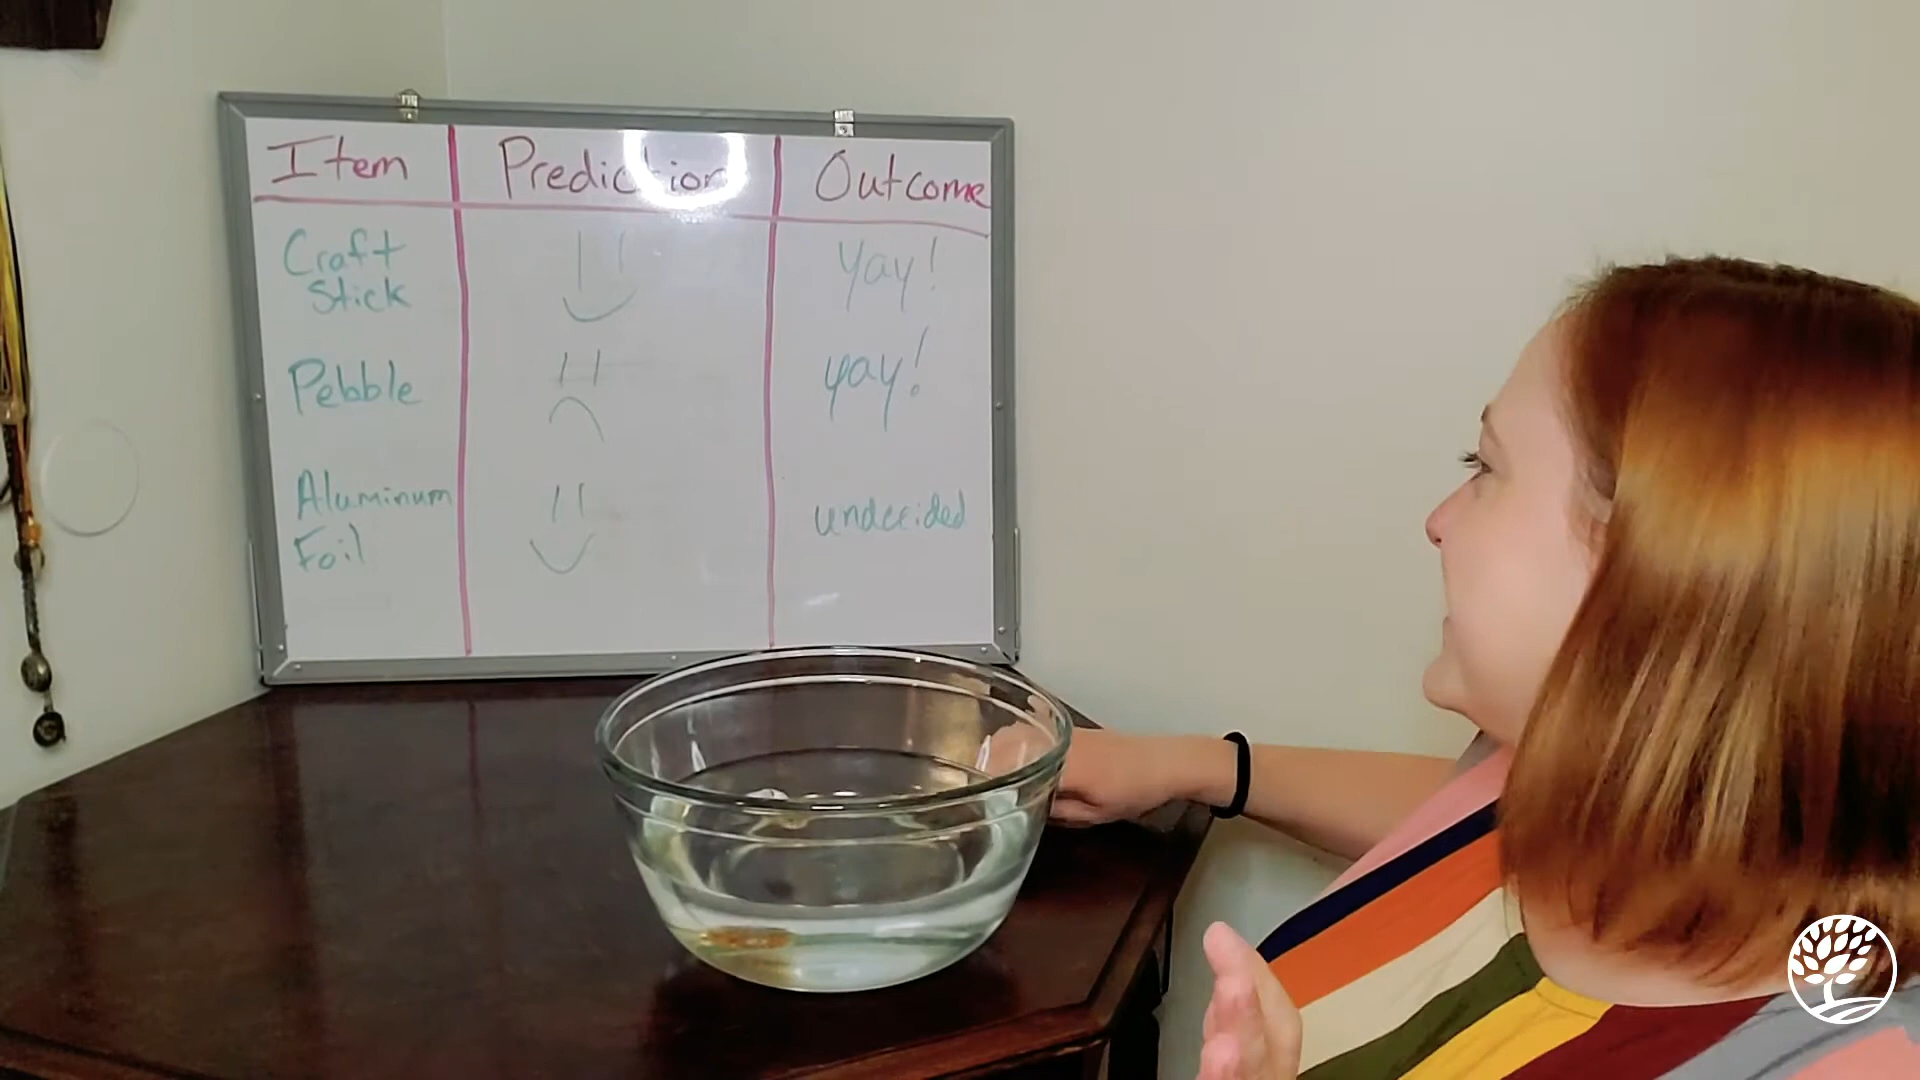 Item Prediction Outcome
Craft Stick yay!
Pebble yay!
Aluminum Foil undecided